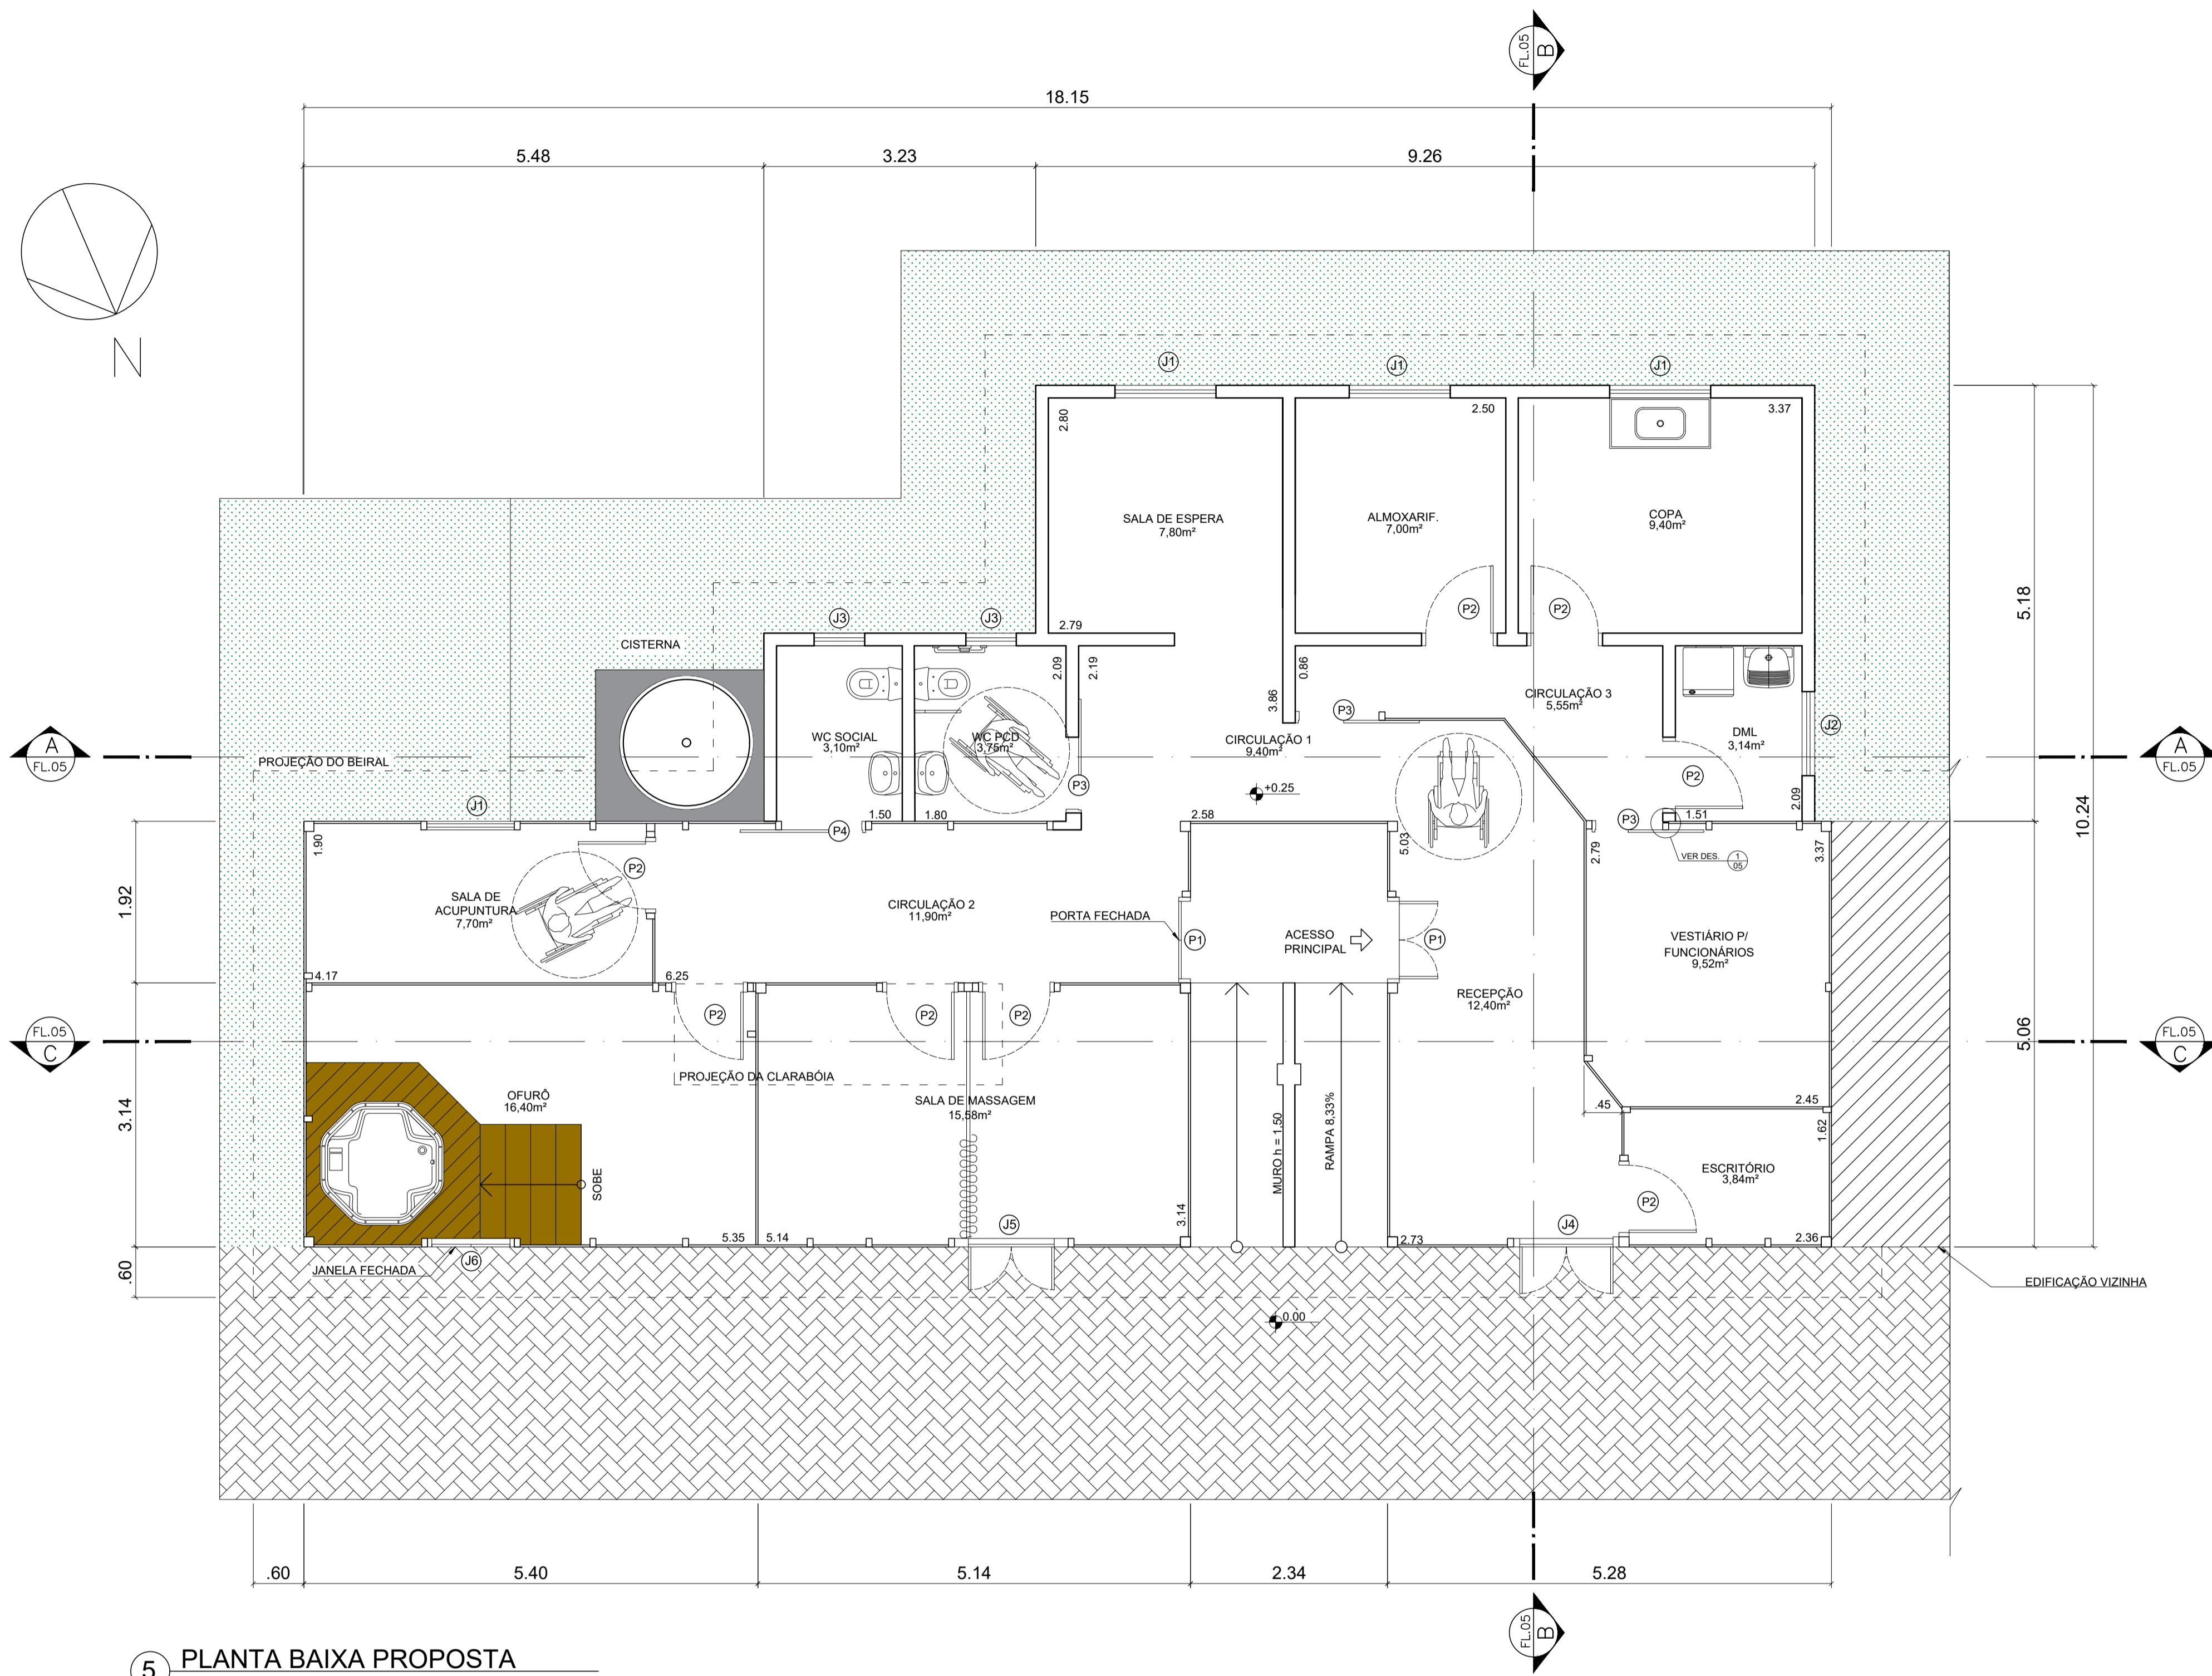 FL.05
B
18.15
5.48
3.23
9.26
N
J1
J1
J1
2.80
2.50
3.37
SALA DE ESPERA
7,80m²
ALMOXARIF.
7,00m²
COPA
9,40m²
5.18
10.24
P2
P2
J3
J3
2.79
CISTERNA
2.09
2.19
0.86
3.86
CIRCULAÇÃO 3
5,55m²
P3
J2
A
FL.05
PROJEÇÃO DO BEIRAL
WC SOCIAL
3,10m²
WC PCD
3,75m²
CIRCULAÇÃO 1
9,40m²
DML
3,14m²
A
FL.05
P2
P3
+0.25
2.09
J1
1.50
1.80
2.58
P3
1.51
P4
1.90
5.03
2.79
3.37
VER DES.
1
05
P2
1.92
SALA DE
ACUPUNTURA
7,70m²
CIRCULAÇÃO 2
11,90m²
PORTA FECHADA
P1
ACESSO
PRINCIPAL
P1
VESTIÁRIO P/
FUNCIONÁRIOS
9,52m²
4.17
6.25
RECEPÇÃO
12,40m²
P2
P2
P2
FL.05
C
FL.05
C
5.06
PROJEÇÃO DA CLARABÓIA
OFURÔ
16,40m²
SALA DE MASSAGEM
15,58m²
3.14
.45
2.45
1.62
MURO h = 1,50
RAMPA 8,33%
ESCRITÓRIO
3,84m²
SOBE
P2
3.14
J5
J4
5.35
5.14
2.73
2.36
JANELA FECHADA
J6
.60
EDIFICAÇÃO VIZINHA
0.00
.60
5.40
5.14
2.34
5.28
FL.05
B
5
PLANTA BAIXA PROPOSTA